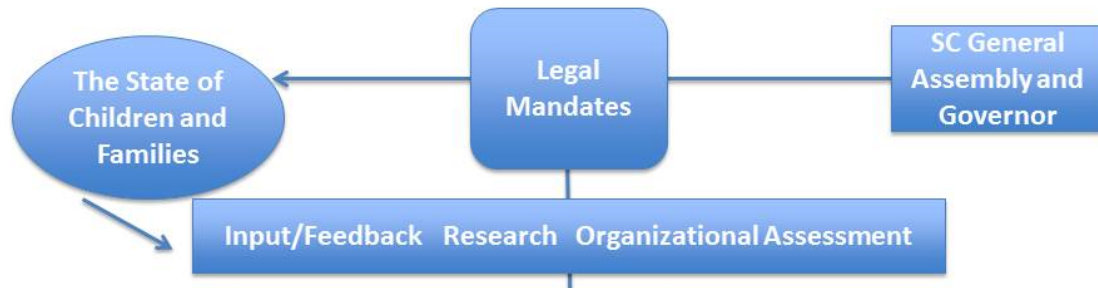 The State of
Children and
Families
Legal
Mandates
SC General
Assembly and
Governor
Input/Feedback Research Organizational Assessment